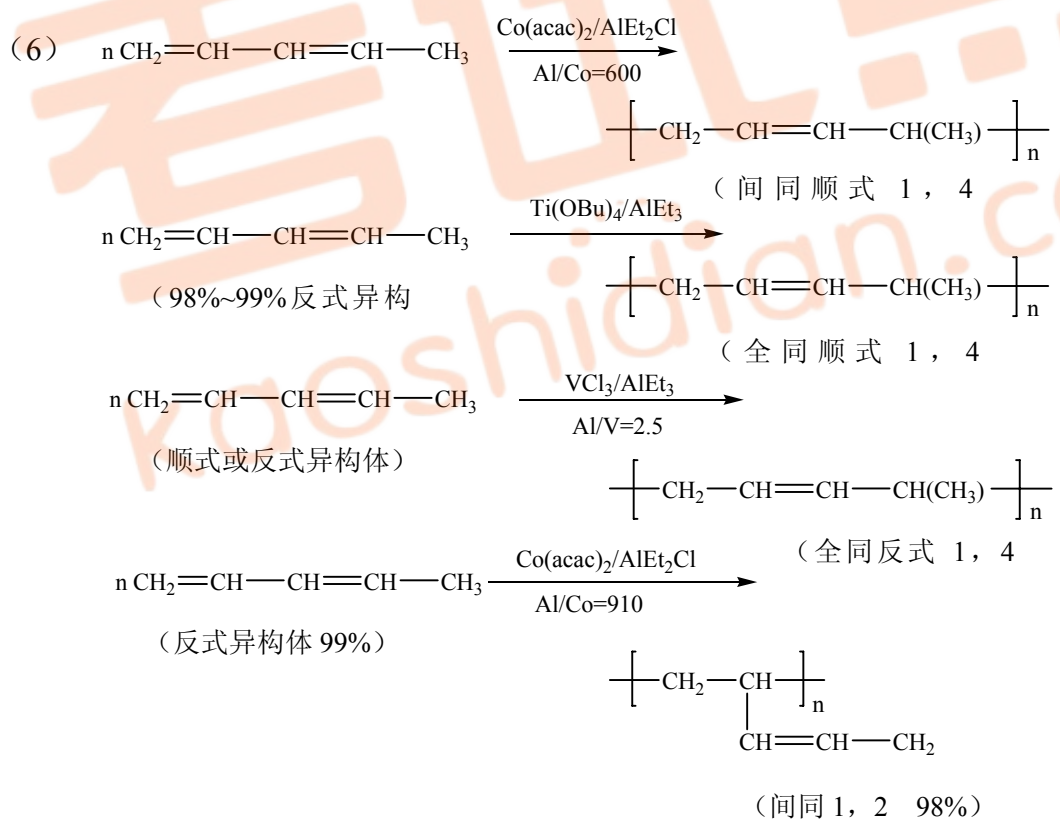 (6) n CH2=CH—CH=CH—CH3 Co(acac)2/AlEt2Cl
Al/Co=600
[CH2—CH=CH—CH(CH3)]n
(间同顺式 1，4
n CH2=CH—CH=CH—CH3 Ti(OBu)4/AlEt3
(98%~99%反式异构
[CH2—CH=CH—CH(CH3)]n
(全同顺式 1，4
n CH2=CH—CH=CH—CH3 VCl3/AlEt3
Al/V=2.5
(顺式或反式异构体)
[CH2—CH=CH—CH(CH3)]n
(全同反式 1，4
n CH2=CH—CH=CH—CH3 Co(acac)2/AlEt2Cl
Al/Co=910
(反式异构体 99%)
[CH2—CH]n
CH=CH—CH2
(间同 1，2 98%)
kaoshidian.c